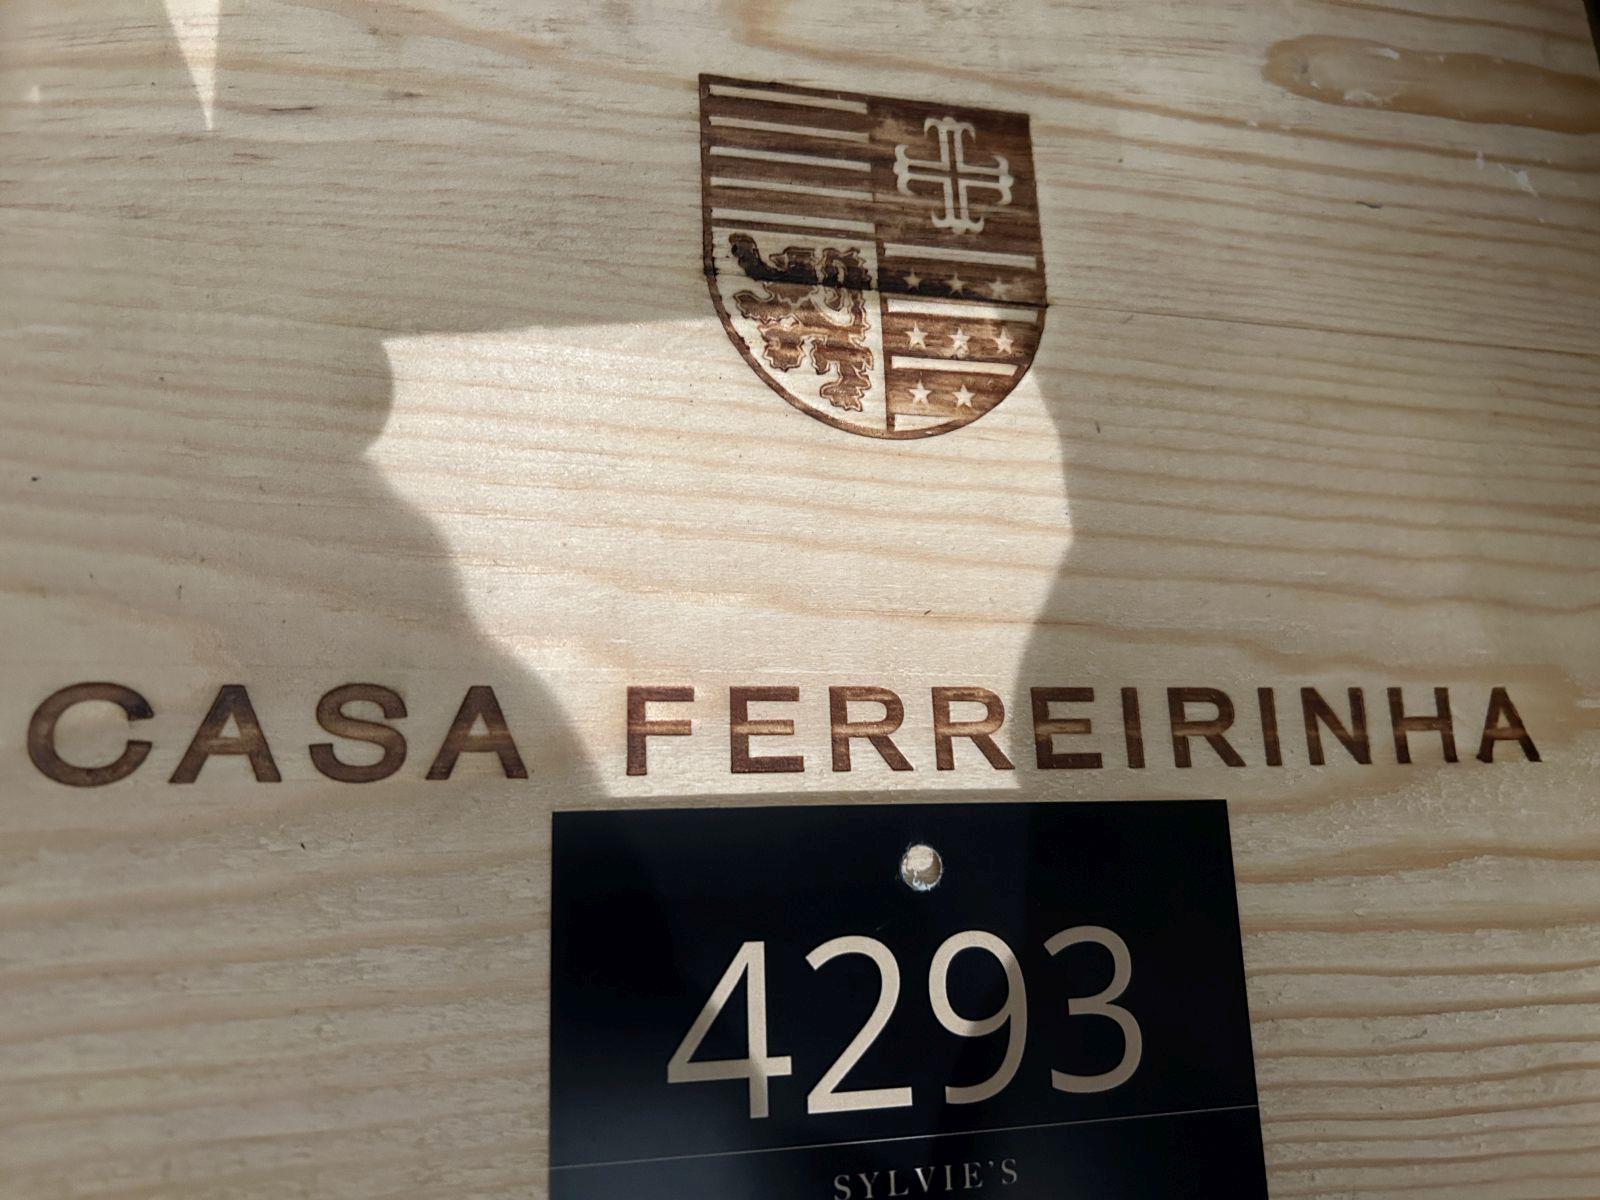 CASA FERREIRINHA
4293
SYLVIE'S